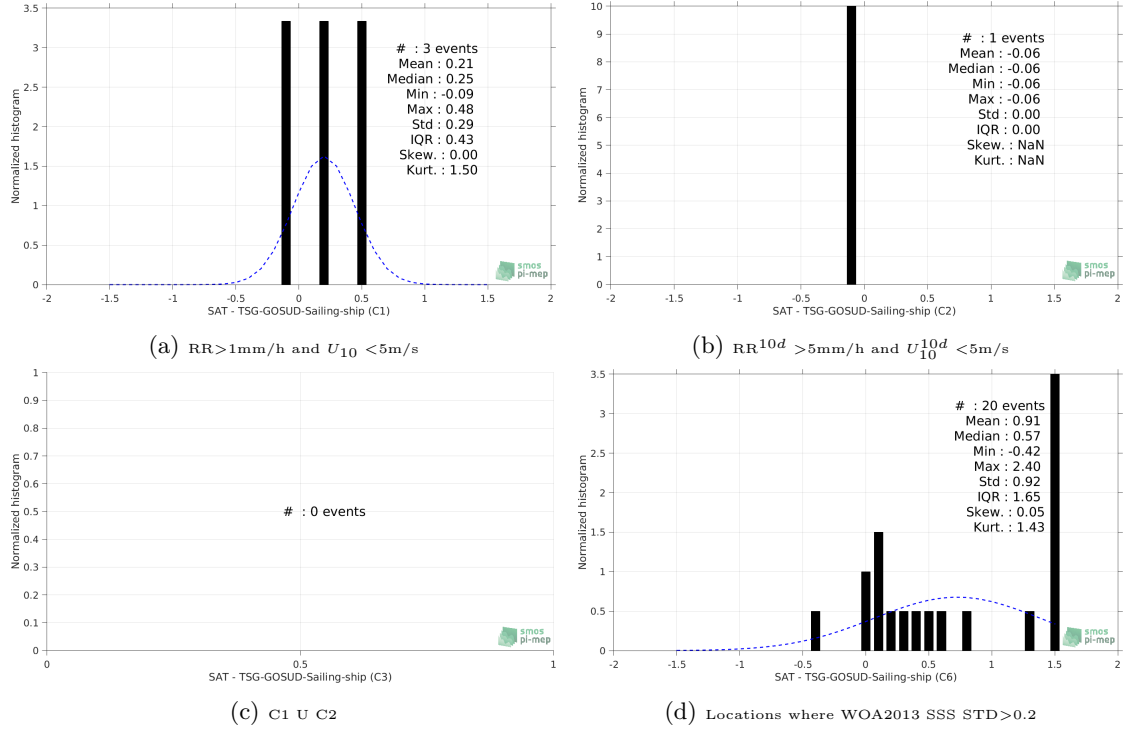 3.5
3
2.5
2
1.5
1
0.5
0
Normalized histogram
# : 3 events
Mean : 0.21
Median : 0.25
Min : -0.09
Max : 0.48
Std : 0.29
IQR : 0.43
Skew. : 0.00
Kurt. : 1.50
smos
pi-mep
-2 -1.5 -1 -0.5 0 0.5 1 1.5 2
SAT - TSG-GOSUD-Sailing-ship (C1)
(a) RR>1mm/h and U10 <5m/s
10
9
8
7
6
5
4
3
2
1
0
Normalized histogram
# : 1 events
Mean : -0.06
Median : -0.06
Min : -0.06
Max : -0.06
Std : 0.00
IQR : 0.00
Skew. : NaN
Kurt. : NaN
smos
pi-mep
-2 -1.5 -1 -0.5 0 0.5 1 1.5 2
SAT - TSG-GOSUD-Sailing-ship (C2)
(b) RR^10d >5mm/h and U10^10d <5m/s
1
0.9
0.8
0.7
0.6
0.5
0.4
0.3
0.2
0.1
0
Normalized histogram
# : 0 events
smos
pi-mep
0 0.5 1
SAT - TSG-GOSUD-Sailing-ship (C3)
(c) C1 U C2
3.5
3
2.5
2
1.5
1
0.5
0
Normalized histogram
# : 20 events
Mean : 0.91
Median : 0.57
Min : -0.42
Max : 2.40
Std : 0.92
IQR : 1.65
Skew. : 0.05
Kurt. : 1.43
smos
pi-mep
-2 -1.5 -1 -0.5 0 0.5 1 1.5 2
SAT - TSG-GOSUD-Sailing-ship (C6)
(d) Locations where WOA2013 SSS STD>0.2